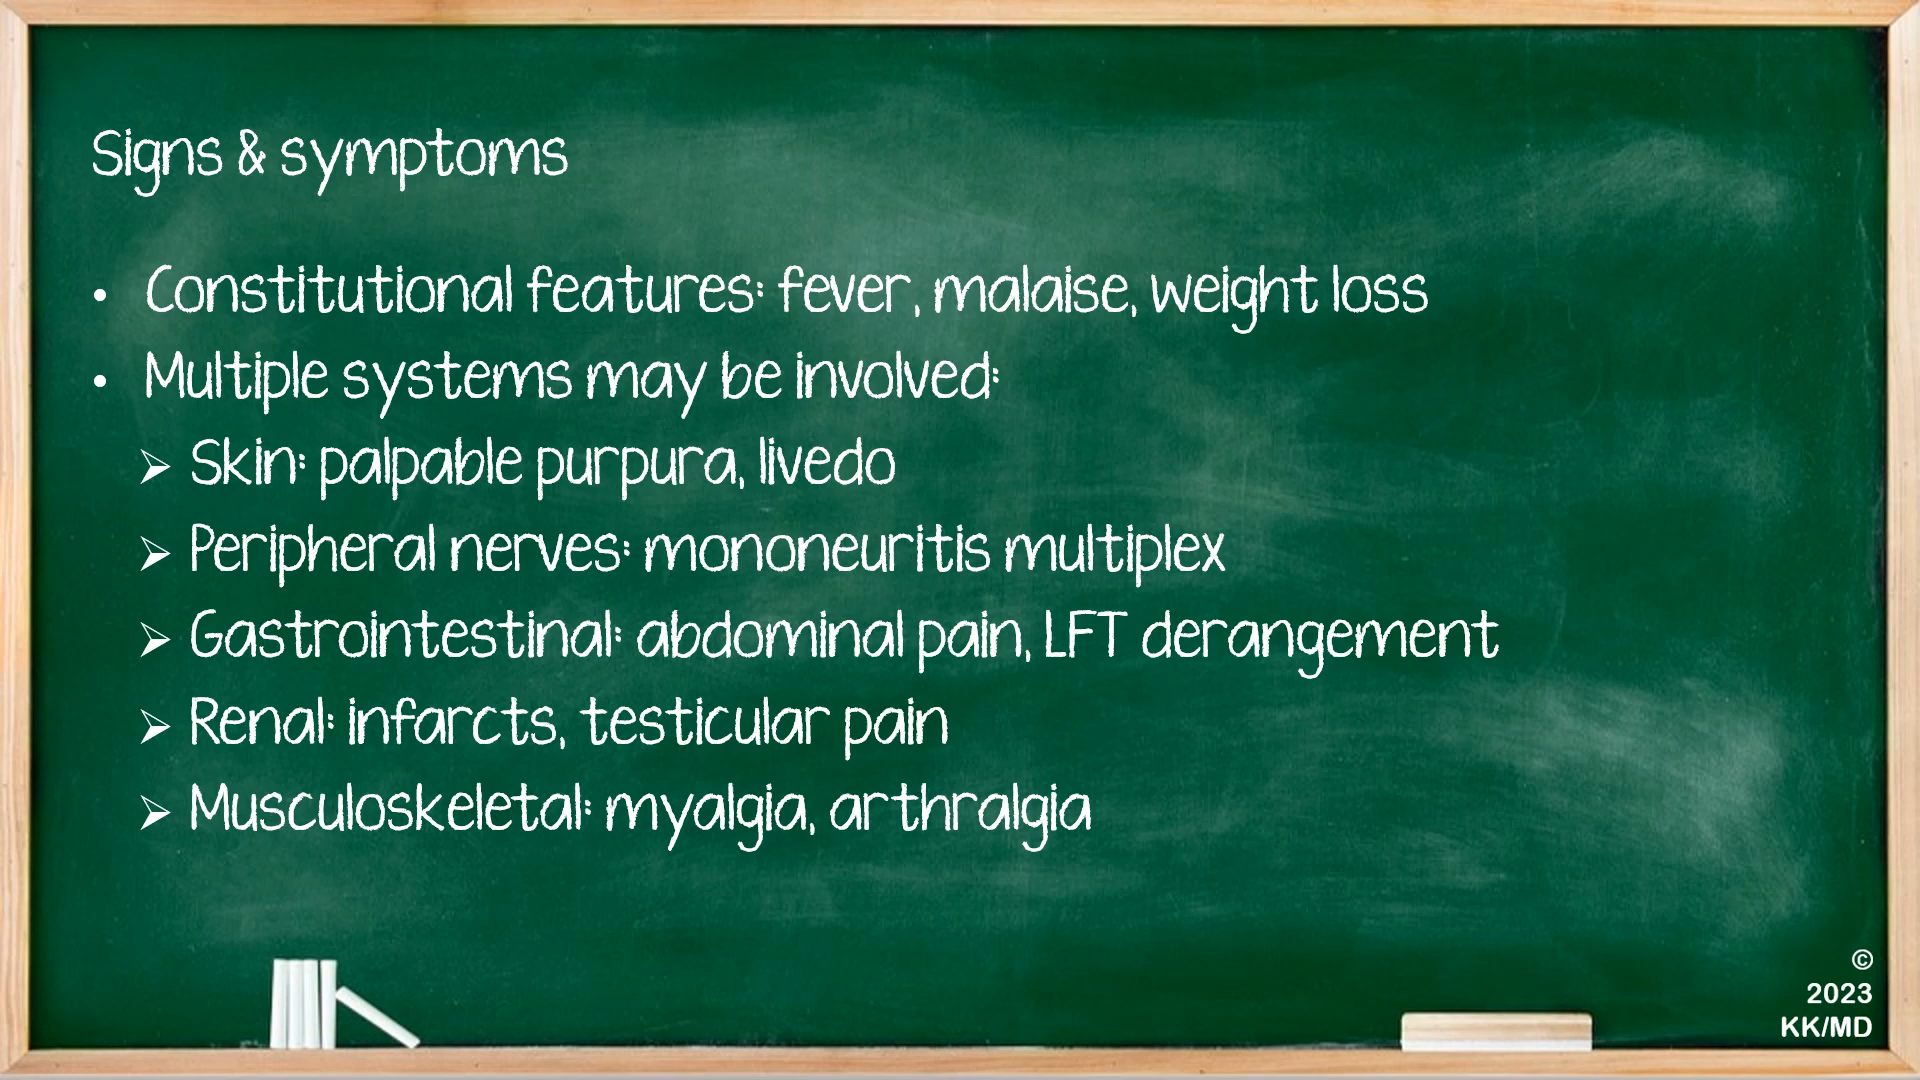 Signs & symptoms
• Constitutional features: fever, malaise, weight loss
• Multiple systems may be involved:
➢ Skin: palpable purpura, livedo
➢ Peripheral nerves: mononeuritis multiplex
➢ Gastrointestinal: abdominal pain, LFT derangement
➢ Renal: infarcts, testicular pain
➢ Musculoskeletal: myalgia, arthralgia
©
2023
KK/MD